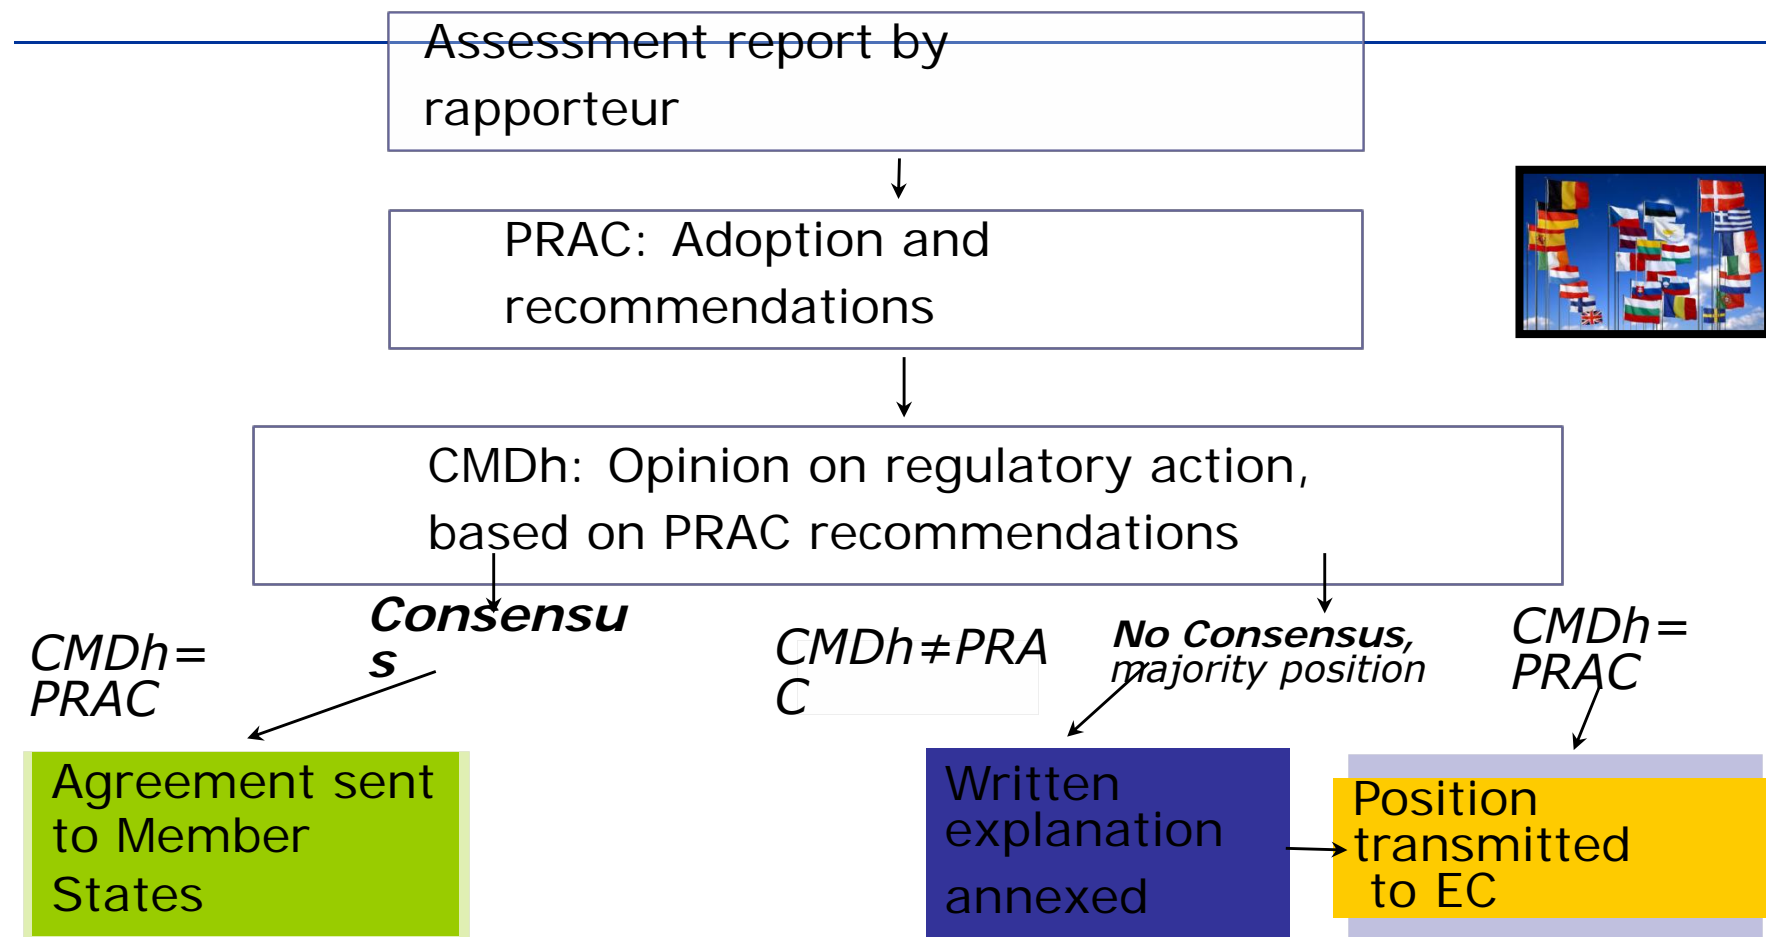 Assessment report by
rapporteur
PRAC: Adoption and
recommendations
CMDh: Opinion on regulatory action,
based on PRAC recommendations
CMDh=
PRAC
Consensu
s
CMDh≠PRA
C
No Consensus,
majority position
CMDh=
PRAC
Agreement sent
to Member
States
Written
explanation
annexed
Position
transmitted
to EC